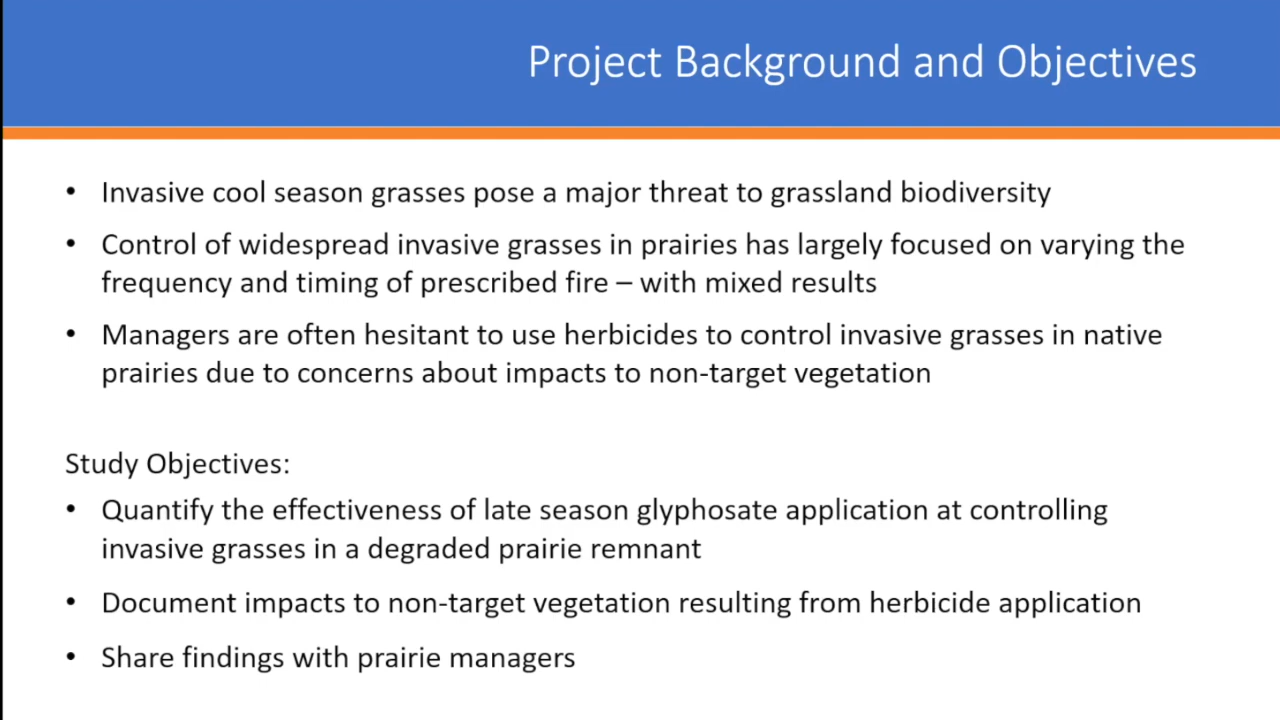 Project Background and Objectives
• Invasive cool season grasses pose a major threat to grassland biodiversity
• Control of widespread invasive grasses in prairies has largely focused on varying the
frequency and timing of prescribed fire – with mixed results
• Managers are often hesitant to use herbicides to control invasive grasses in native
prairies due to concerns about impacts to non-target vegetation
Study Objectives:
• Quantify the effectiveness of late season glyphosate application at controlling
invasive grasses in a degraded prairie remnant
• Document impacts to non-target vegetation resulting from herbicide application
• Share findings with prairie managers